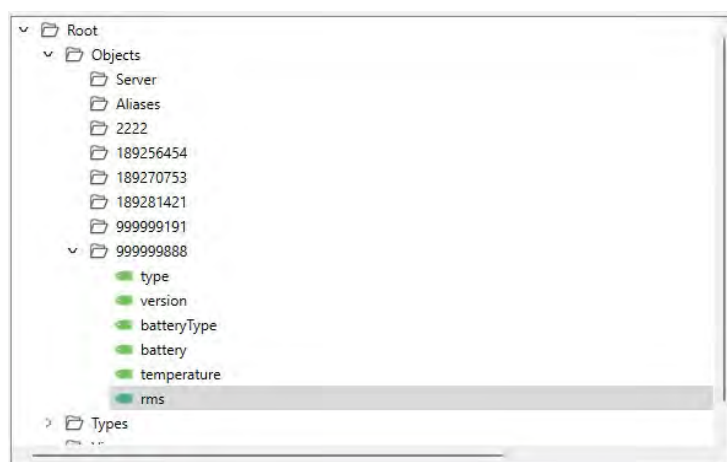 Root
Objects
Server
Aliases
2222
189256454
189270753
189281421
999999191
999999888
type
version
batteryType
battery
temperature
rms
Types